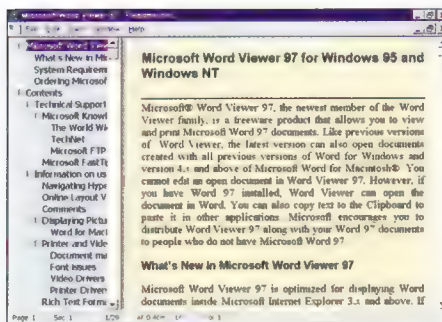 Help
Microsoft Word View
What's New in Mic
System Requirem
Ordering Microsof
Contents
Technical Support
Microsoft Know
The World Wi
TechNet
Microsoft FTP
Microsoft FastTi
Information on us
Navigating Hype
Online Layout V
Comments
Displaying Pictu
Word for Maci
Printer and Vide
Document ma
Font Issues
Video Drivers
Printer Driver
Rich Text Forma
Microsoft Word Viewer 97 for Windows 95 and
Windows NT
Microsoft® Word Viewer 97, the newest member of the Word
Viewer family, is a freeware product that allows you to view
and print Microsoft Word 97 documents. Like previous versions
of Word Viewer, the latest version can also open documents
created with all previous versions of Word for Windows and
version 4.x and above of Microsoft Word for Macintosh® You
cannot edit an open document in Word Viewer 97. However, if
you have Word 97 installed, Word Viewer can open the
document in Word. You can also copy text to the Clipboard to
paste it in other applications. Microsoft encourages you to
distribute Word Viewer 97 along with your Word 97 documents
to people who do not have Microsoft Word 97
What's New in Microsoft Word Viewer 97
Microsoft Word Viewer 97 is optimized for displaying Word
documents inside Microsoft Internet Explorer 3.x and above. If
Page 1 Sec 1 1/29